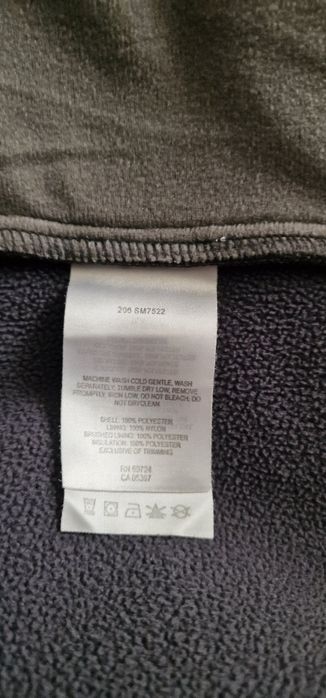 206 SM7522
MACHINE WASH COLD GENTLE, WASH
SEPARATELY; TUMBLE DRY LOW, REMOVE
PROMPTLY, IRON LOW, DO NOT BLEACH; DO
NOT DRYCLEAN
SHELL: 100% POLYESTER
LINING: 100% NYLON
BRUSHED LINING: 100% POLYESTER
INSULATION: 100% POLYESTER
EXCLUSIVE OF TRIMMING
RN 69724
CA 05367